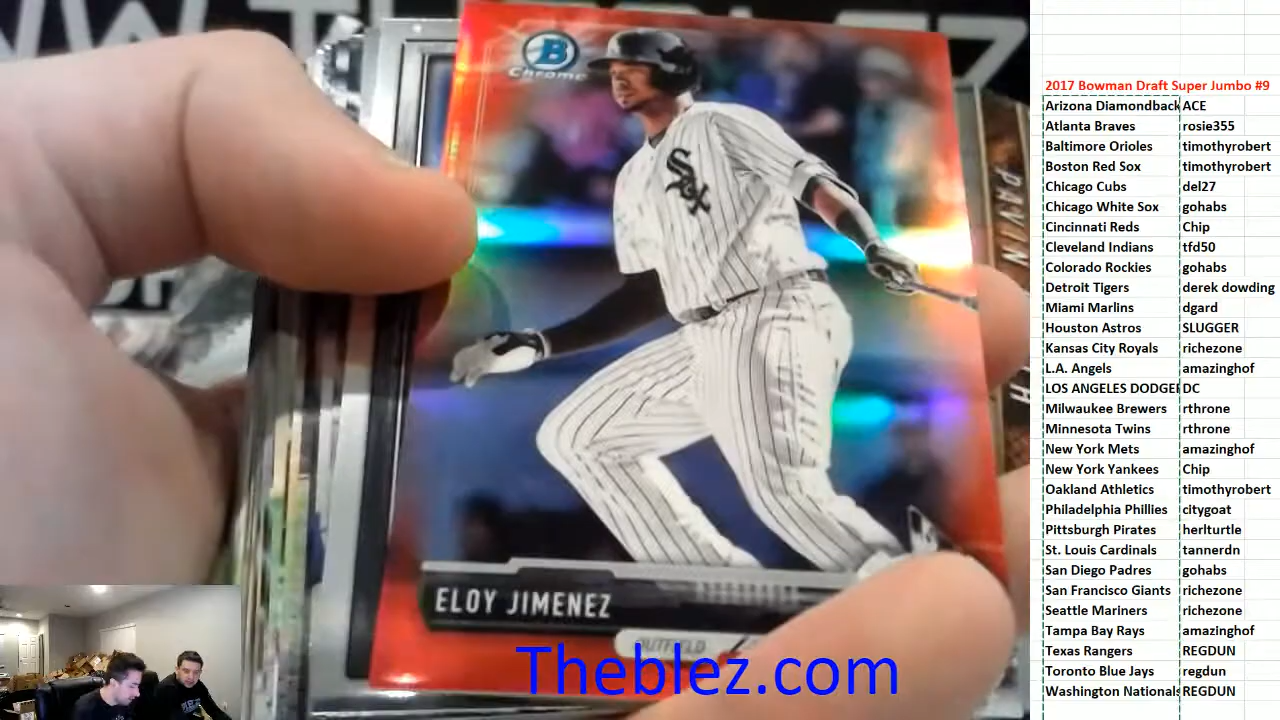 B
Chrome
Sox
PAVIN
ELOY JIMENEZ
OUTFIELD
Theblez.com
2017 Bowman Draft Super Jumbo #9
Arizona Diamondback ACE
Atlanta Braves rosie355
Baltimore Orioles timothyrobert
Boston Red Sox timothyrobert
Chicago Cubs del27
Chicago White Sox gohabs
Cincinnati Reds Chip
Cleveland Indians tfd50
Colorado Rockies gohabs
Detroit Tigers derek dowding
Miami Marlins dgard
Houston Astros SLUGGER
Kansas City Royals richezone
L.A. Angels amazinghof
LOS ANGELES DODGE DC
Milwaukee Brewers rthrone
Minnesota Twins rthrone
New York Mets amazinghof
New York Yankees Chip
Oakland Athletics timothyrobert
Philadelphia Phillies citygoat
Pittsburgh Pirates herlturtle
St. Louis Cardinals tannerdn
San Diego Padres gohabs
San Francisco Giants richezone
Seattle Mariners richezone
Tampa Bay Rays amazinghof
Texas Rangers REGDUN
Toronto Blue Jays regdun
Washington Nationals REGDUN